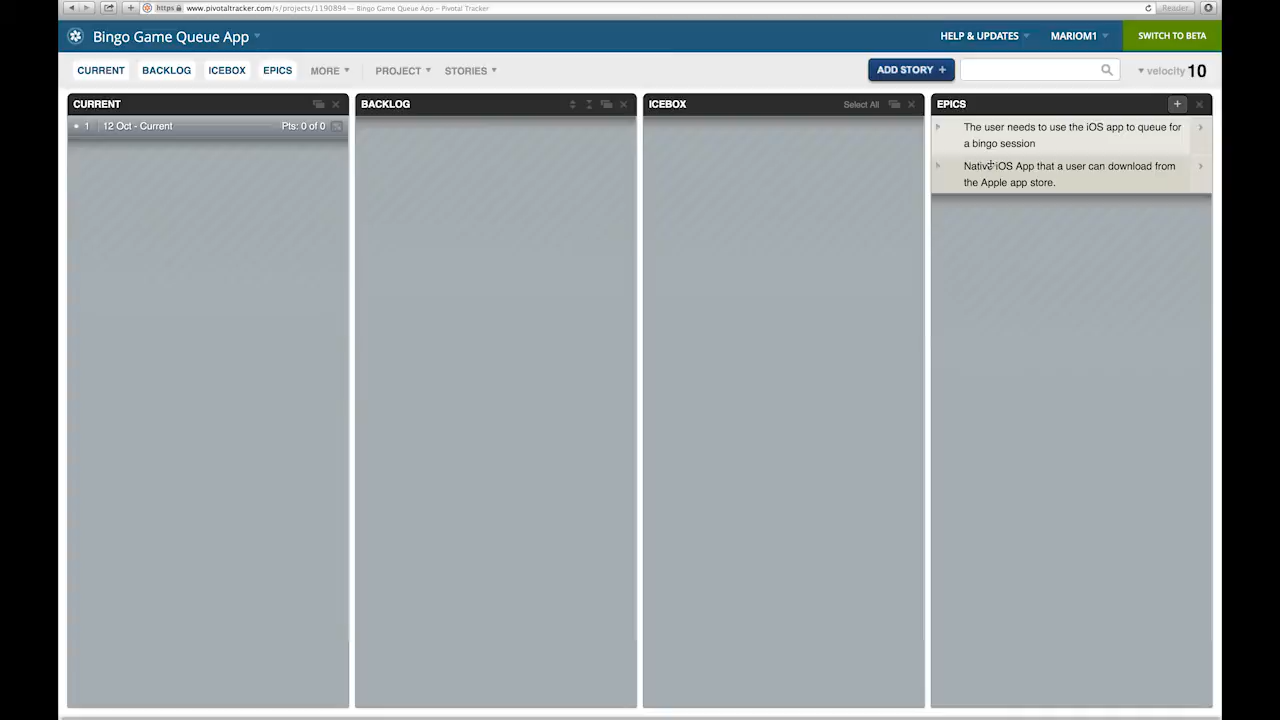 https www.pivotaltracker.com/s/projects/1190894 — Bingo Game Queue App – Pivotal Tracker
Reader
Bingo Game Queue App
HELP & UPDATES
MARIOM1
SWITCH TO BETA
CURRENT
BACKLOG
ICEBOX
EPICS
MORE
PROJECT
STORIES
ADD STORY +
velocity 10
CURRENT
1 12 Oct - Current
Pts: 0 of 0
BACKLOG
ICEBOX
Select All
EPICS
The user needs to use the iOS app to queue for
a bingo session
Native iOS App that a user can download from
the Apple app store.